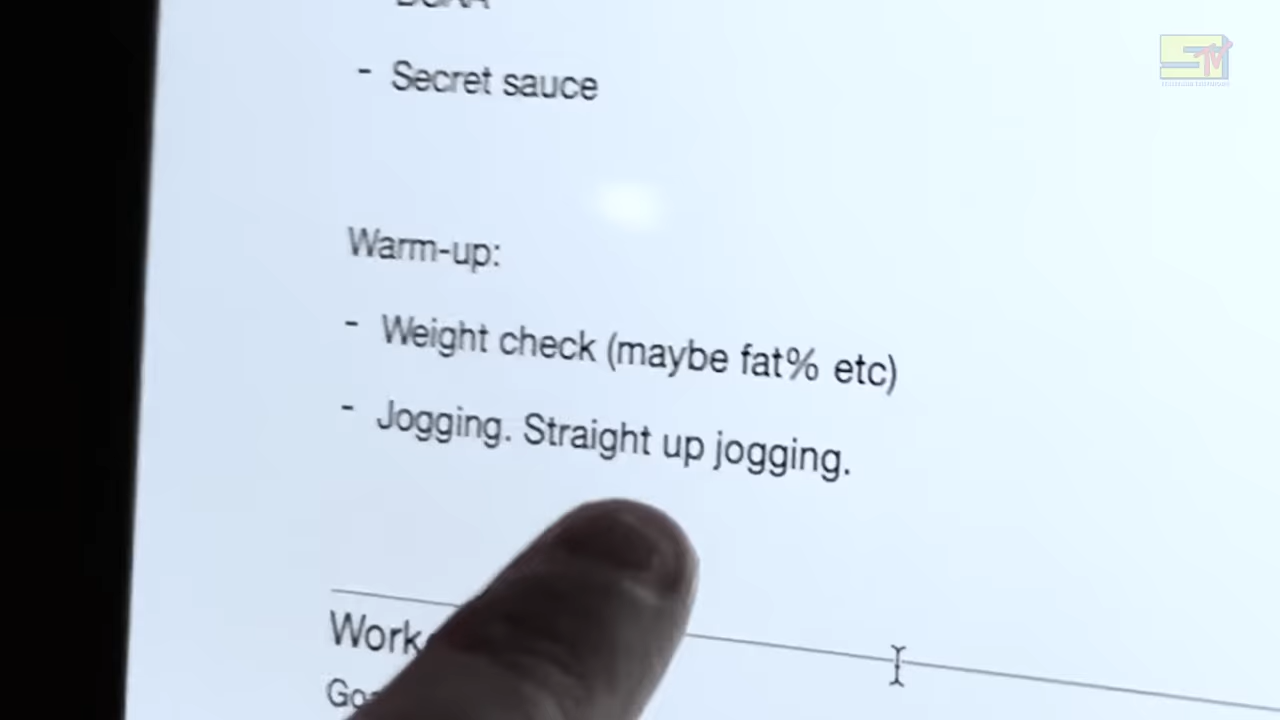 - Secret sauce
Warm-up:
- Weight check (maybe fat% etc)
- Jogging. Straight up jogging.